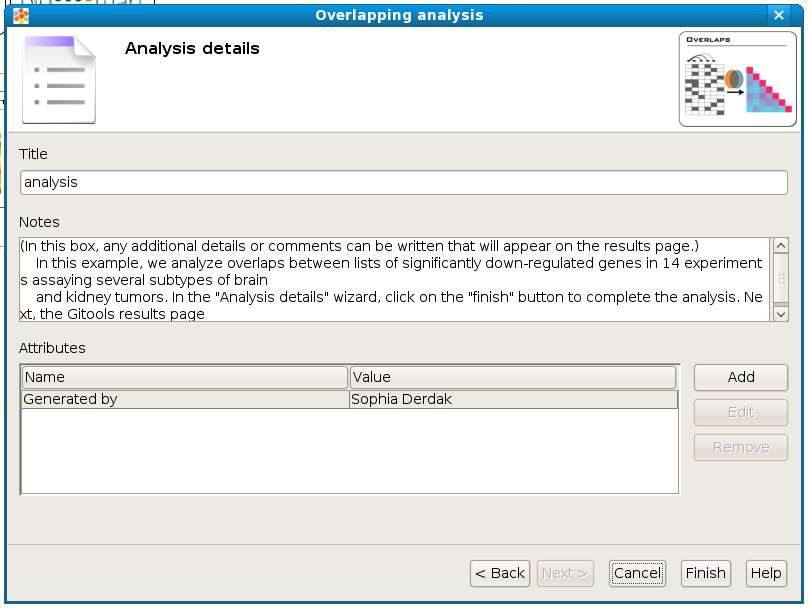 Overlapping analysis
Analysis details
OVERLAPS
Title
analysis
Notes
(In this box, any additional details or comments can be written that will appear on the results page.)
In this example, we analyze overlaps between lists of significantly down-regulated genes in 14 experiment
s assaying several subtypes of brain
and kidney tumors. In the "Analysis details" wizard, click on the "finish" button to complete the analysis. Ne
xt, the Gitools results page
Attributes
Name Value
Generated by Sophia Derdak
Add
Edit
Remove
< Back Next > Cancel Finish Help